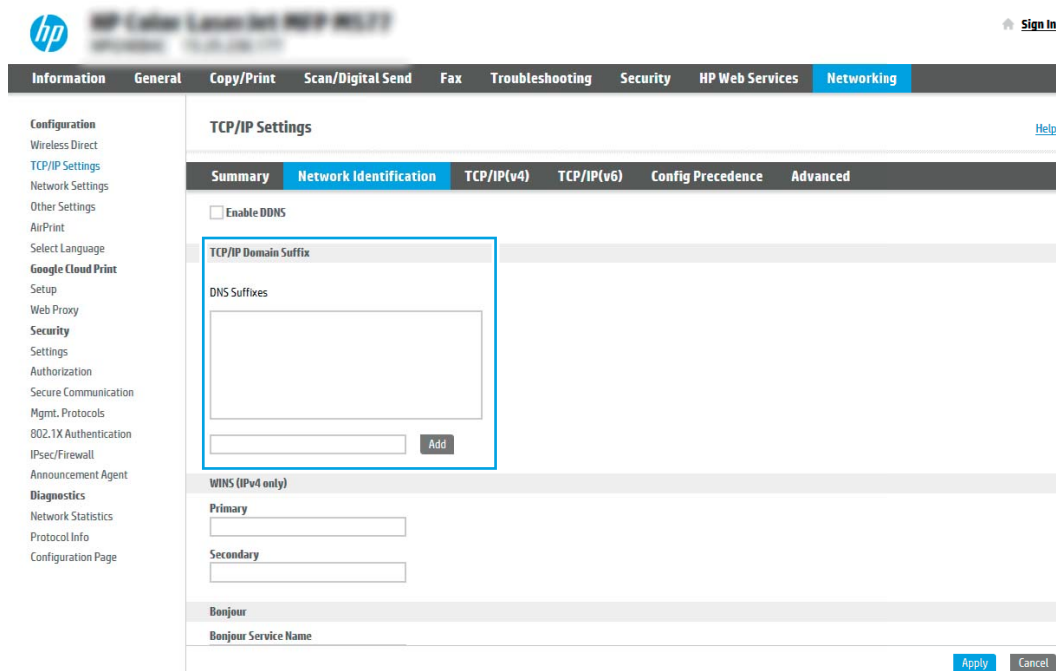 hp
Sign In
Information General Copy/Print Scan/Digital Send Fax Troubleshooting Security HP Web Services Networking
Configuration
Wireless Direct
TCP/IP Settings
Network Settings
Other Settings
AirPrint
Select Language
Google Cloud Print
Setup
Web Proxy
Security
Settings
Authorization
Secure Communication
Mgmt. Protocols
802.1X Authentication
IPsec/Firewall
Announcement Agent
Diagnostics
Network Statistics
Protocol Info
Configuration Page
TCP/IP Settings
Help
Summary Network Identification TCP/IP(v4) TCP/IP(v6) Config Precedence Advanced
Enable DDNS
TCP/IP Domain Suffix
DNS Suffixes
Add
WINS (IPv4 only)
Primary
Secondary
Bonjour
Bonjour Service Name
Apply Cancel